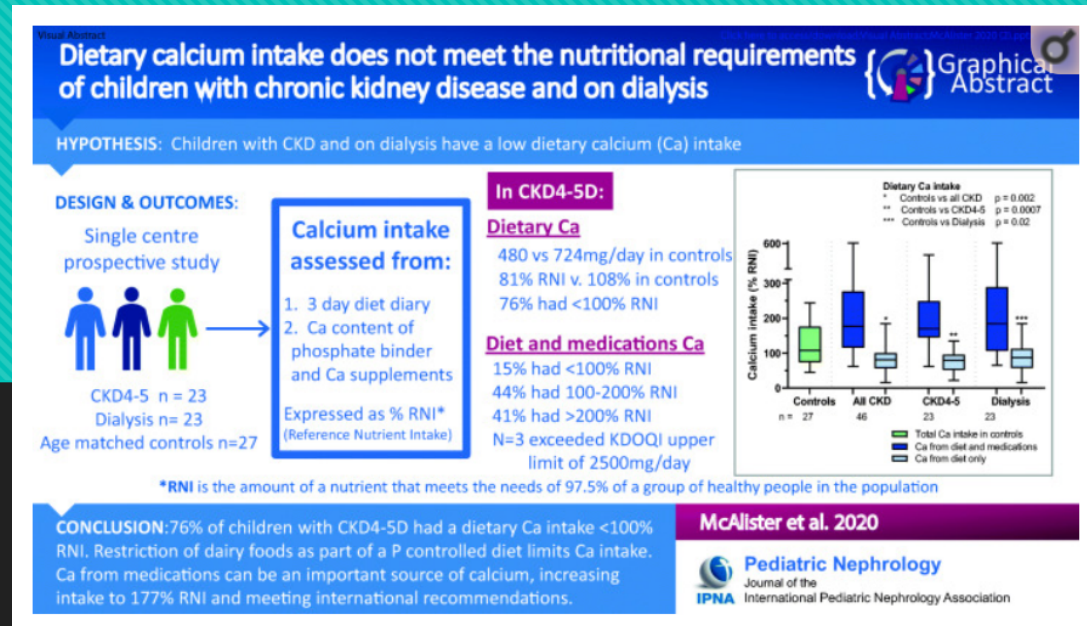 Visual Abstract
Dietary calcium intake does not meet the nutritional requirements
of children with chronic kidney disease and on dialysis
Graphical
Abstract
HYPOTHESIS: Children with CKD and on dialysis have a low dietary calcium (Ca) intake
DESIGN & OUTCOMES:
Single centre
prospective study
CKD4-5 n = 23
Dialysis n= 23
Age matched controls n=27
Calcium intake
assessed from:
1. 3 day diet diary
2. Ca content of
phosphate binder
and Ca supplements
Expressed as % RNI*
(Reference Nutrient Intake)
In CKD4-5D:
Dietary Ca
480 vs 724mg/day in controls
81% RNI v. 108% in controls
76% had <100% RNI
Diet and medications Ca
15% had <100% RNI
44% had 100-200% RNI
41% had >200% RNI
N=3 exceeded KDOQI upper
limit of 2500mg/day
Dietary Ca intake
* Controls vs all CKD p = 0.002
** Controls vs CKD4-5 p = 0.0007
*** Controls vs Dialysis p = 0.02
Calcium intake (% RNI)
600
300
200
100
0
*
**
***
Controls All CKD CKD4-5 Dialysis
n = 27 46 23 23
Total Ca intake in controls
Ca from diet and medications
Ca from diet only
*RNI is the amount of a nutrient that meets the needs of 97.5% of a group of healthy people in the population
CONCLUSION:76% of children with CKD4-5D had a dietary Ca intake <100%
RNI. Restriction of dairy foods as part of a P controlled diet limits Ca intake.
Ca from medications can be an important source of calcium, increasing
intake to 177% RNI and meeting international recommendations.
McAlister et al. 2020
IPNA
Pediatric Nephrology
Journal of the
International Pediatric Nephrology Association